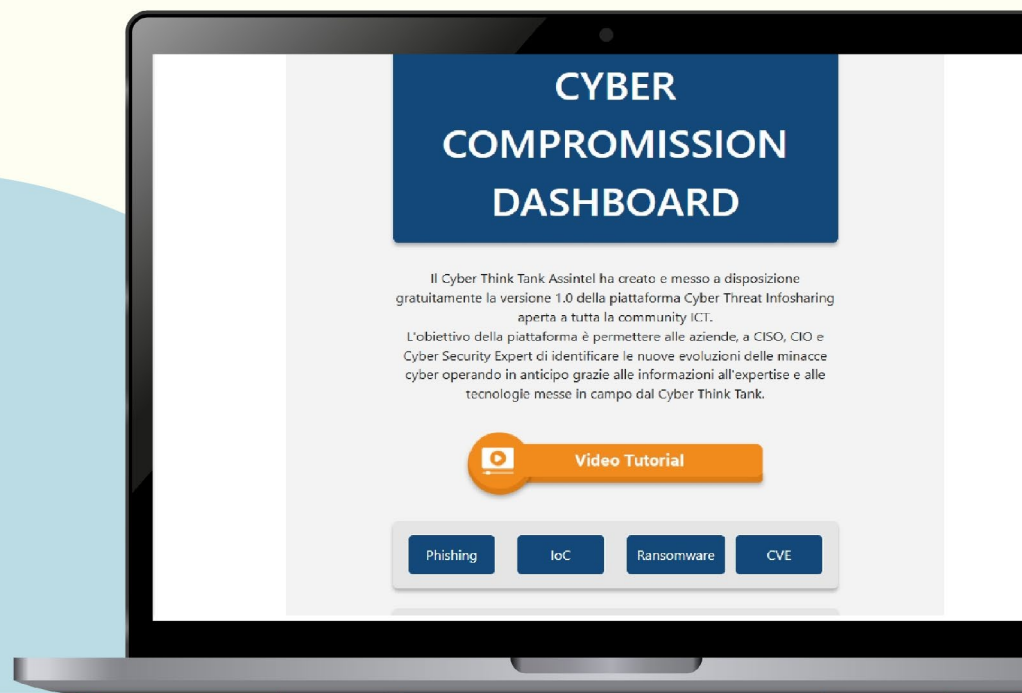 CYBER
COMPROMISSION
DASHBOARD
Il Cyber Think Tank Assintel ha creato e messo a disposizione
gratuitamente la versione 1.0 della piattaforma Cyber Threat Infosharing
aperta a tutta la community ICT.
L'obiettivo della piattaforma è permettere alle aziende, a CISO, CIO e
Cyber Security Expert di identificare le nuove evoluzioni delle minacce
cyber operando in anticipo grazie alle informazioni all'expertise e alle
tecnologie messe in campo dal Cyber Think Tank.
Video Tutorial
Phishing IoC Ransomware CVE